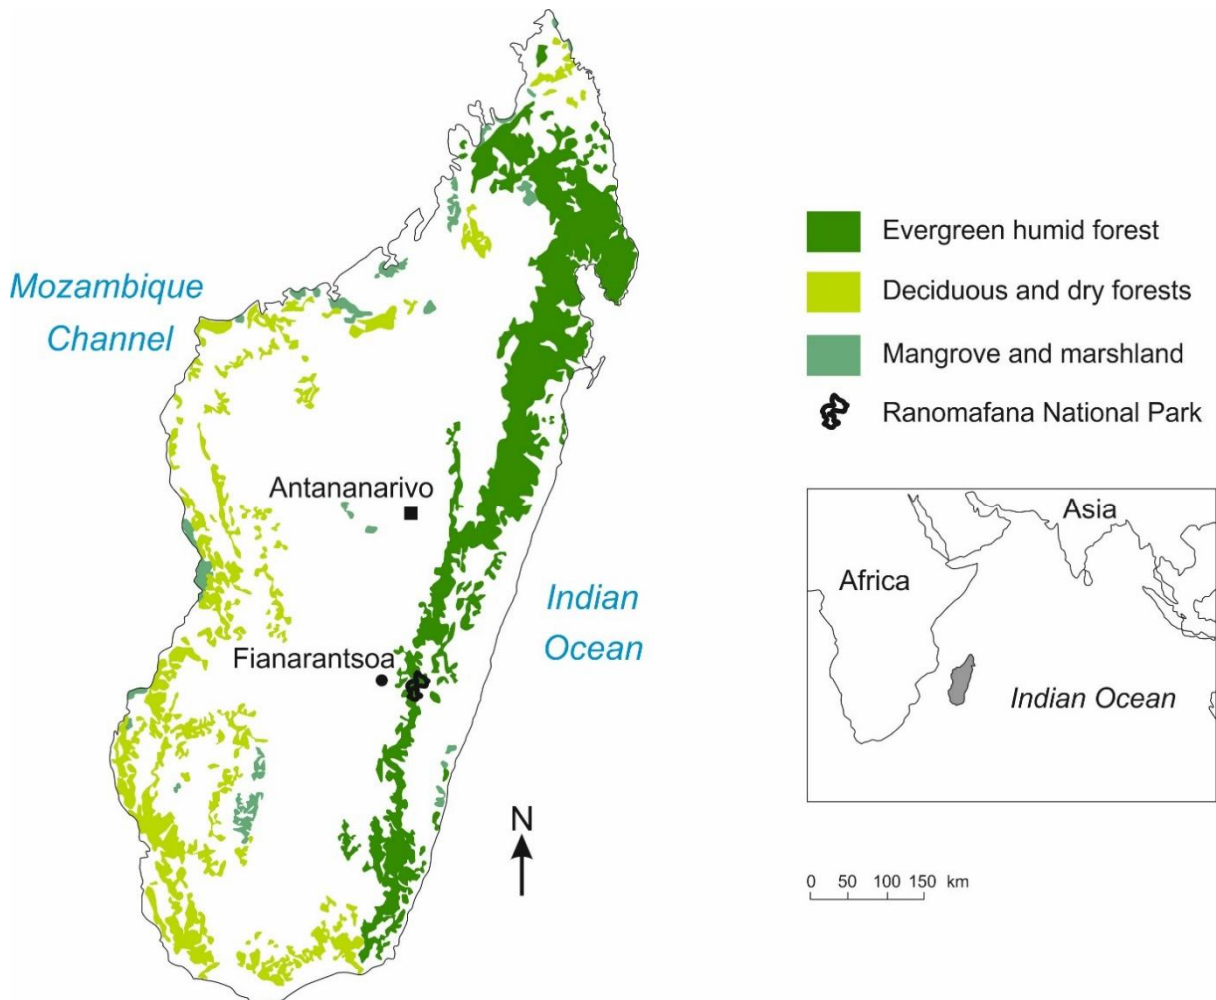 Mozambique
Channel
Antananarivo
Fianarantsoa
Indian
Ocean
N
Evergreen humid forest
Deciduous and dry forests
Mangrove and marshland
Ranomafana National Park
Asia
Africa
Indian Ocean
0 50 100 150 km